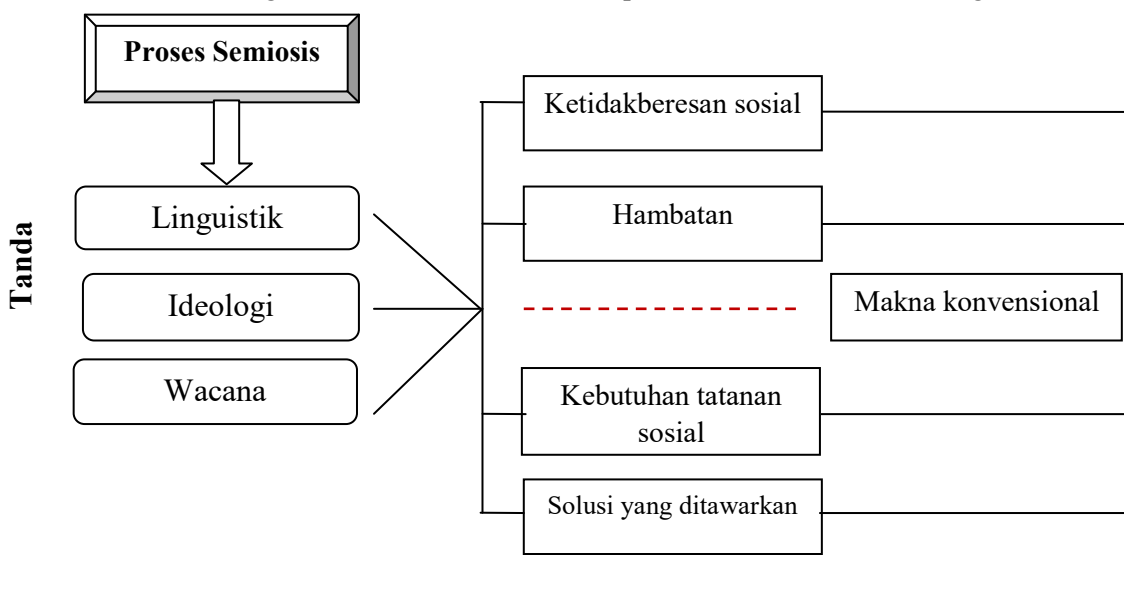 Proses Semiosis
Tanda
Linguistik
Ideologi
Wacana
Ketidakberesan sosial
Hambatan
Makna konvensional
Kebutuhan tatanan
sosial
Solusi yang ditawarkan